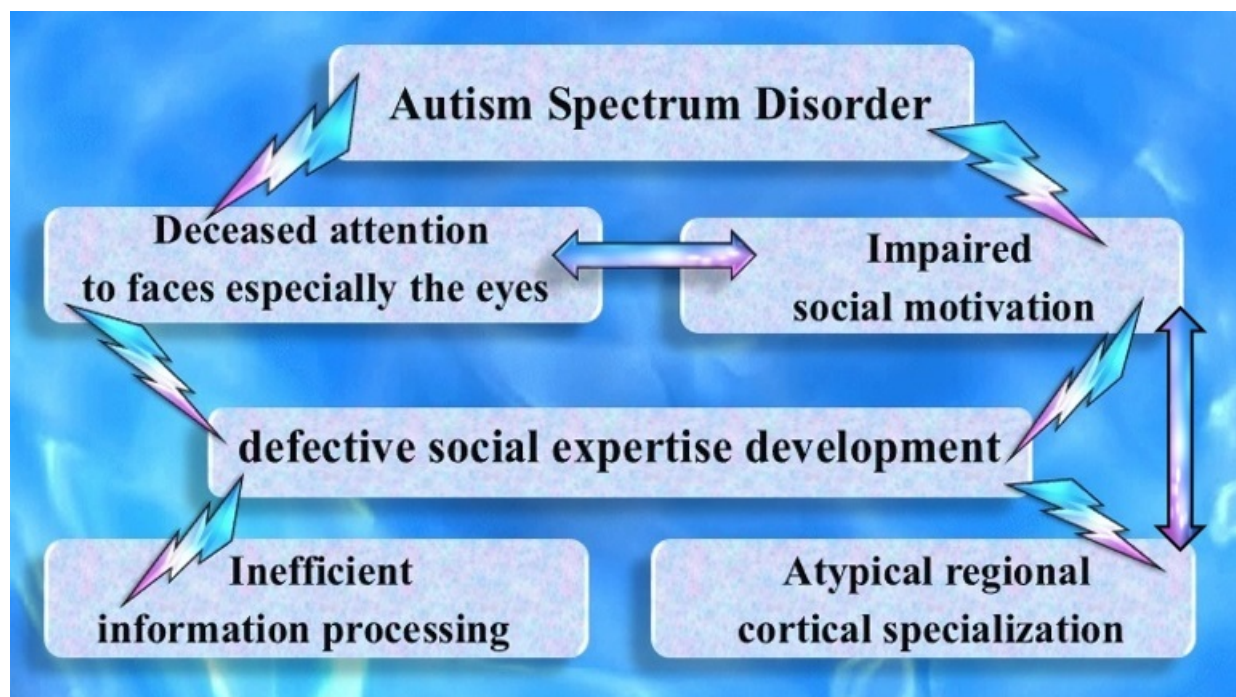 Autism Spectrum Disorder
Deceased attention
to faces especially the eyes
Impaired
social motivation
defective social expertise development
Inefficient
information processing
Atypical regional
cortical specialization